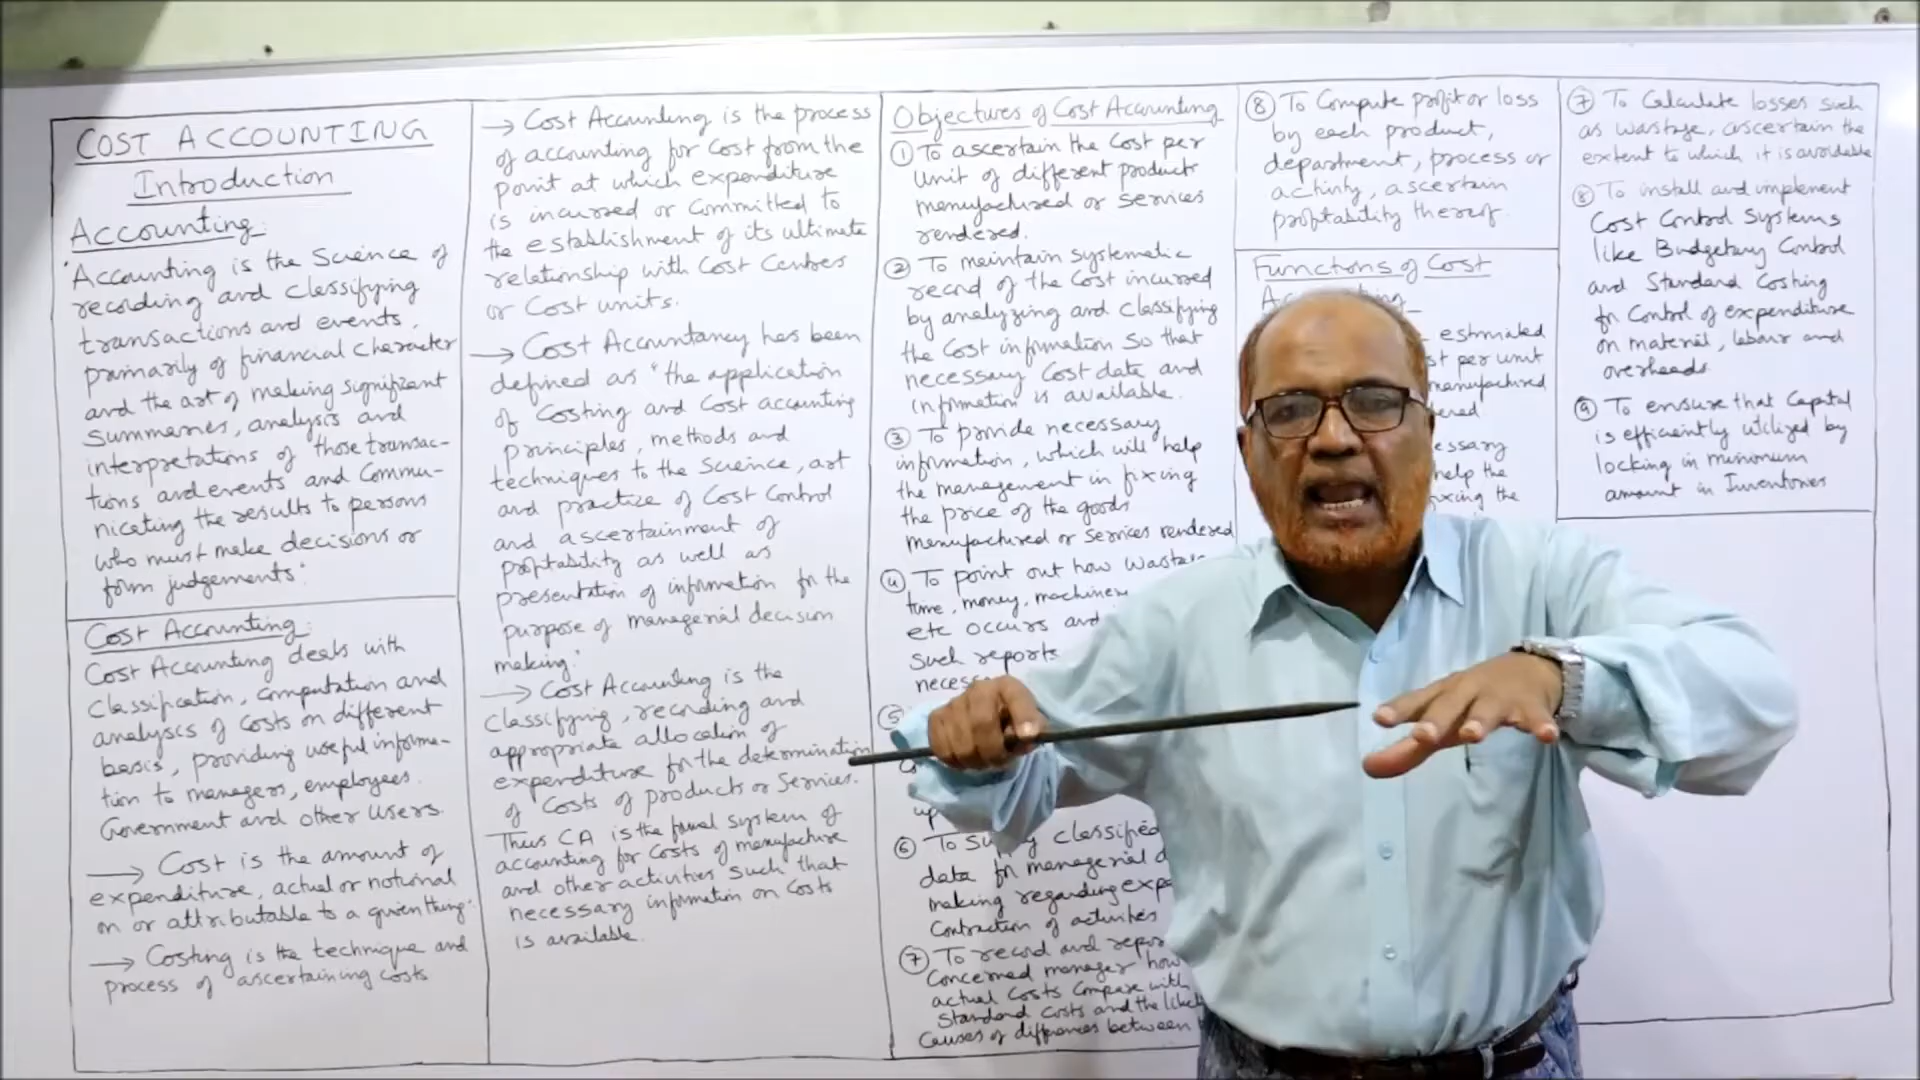 COST ACCOUNTING
Introduction
Accounting:
"Accounting is the Science of
recording and classifying
transactions and events,
primarily of financial character
and the art of making significant
Summaries, analysis and
interpretations of those transac-
tions and events and Commu-
nicating the results to persons
who must make decisions or
form judgements"
Cost Accounting:
Cost Accounting deals with
classification, computation and
analysis of Costs on different
basis, providing useful informa-
tion to managers, employees.
Government and other users.
→ Cost is the amount of
expenditure, actual or notional
on or attributable to a given thing.
→ Costing is the technique and
process of ascertaining costs
→ Cost Accounting is the process
of accounting for Cost from the
point at which expenditure
is incurred or Committed to
the establishment of its ultimate
relationship with Cost Centres
or Cost units.
→ Cost Accountancy has been
defined as "the application
of Costing and Cost accounting
principles, methods and
techniques to the Science, art
and practice of Cost Control
and ascertainment of
profitability as well as
presentation of information for the
purpose of managerial decision
making."
→ Cost Accounting is the
classifying, recording and
appropriate allocation of
expenditure for the determination
of Costs of products or Services.
Thus CA is the formal system of
accounting for Costs of manufacture
and other activities such that
necessary information on Costs
is available.
Objectives of Cost Accounting
① To ascertain the Cost per
Unit of different products
manufactured or Services
rendered.
② To maintain systematic
record of the Cost incurred
by analyzing and classifying
the Cost information so that
necessary Cost data and
information is available.
③ To provide necessary
information, which will help
the management in fixing
the price of the goods
manufactured or Services rendered
④ To point out how wastage
time, money, machinery
etc occurs and
Such reports
⑤
up
⑥ To Supply classified
data for managerial
making regarding
Contraction of activities
⑦ To record and report
Concerned manager how
actual Costs Compare with
Standard Costs and the likely
Causes of differences between
⑧ To Compute profit or loss
by each product,
department, process or
activity, ascertain
profitability thereof.
Functions of Cost
estimated
per unit
manufactured
help the
fixing the
⑦ To Calculate losses such
as wastage, ascertain the
extent to which it is avoidable
⑧ To install and implement
Cost Control Systems
like Budgetary Control
and Standard Costing
for Control of expenditure
on material, labour and
overheads.
⑨ To ensure that Capital
is efficiently utilized by
locking in minimum
amount in Inventories